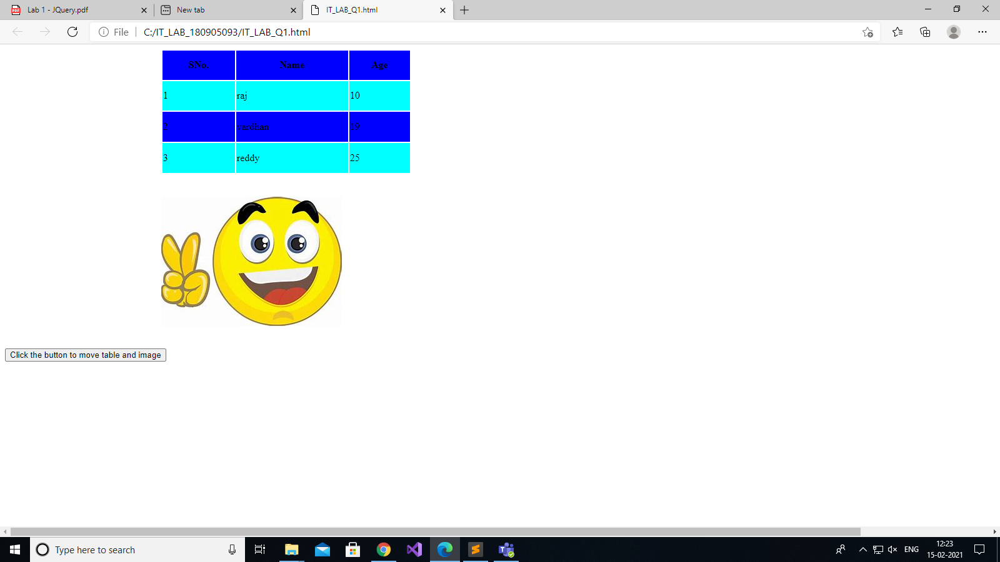 Lab 1 - JQuery.pdf
New tab
IT_LAB_Q1.html
File
C:/IT_LAB_180905093/IT_LAB_Q1.html
SNo. Name Age
1 raj 10
2 vardhan 19
3 reddy 25
Click the button to move table and image
Type here to search
ENG
12:23
15-02-2021